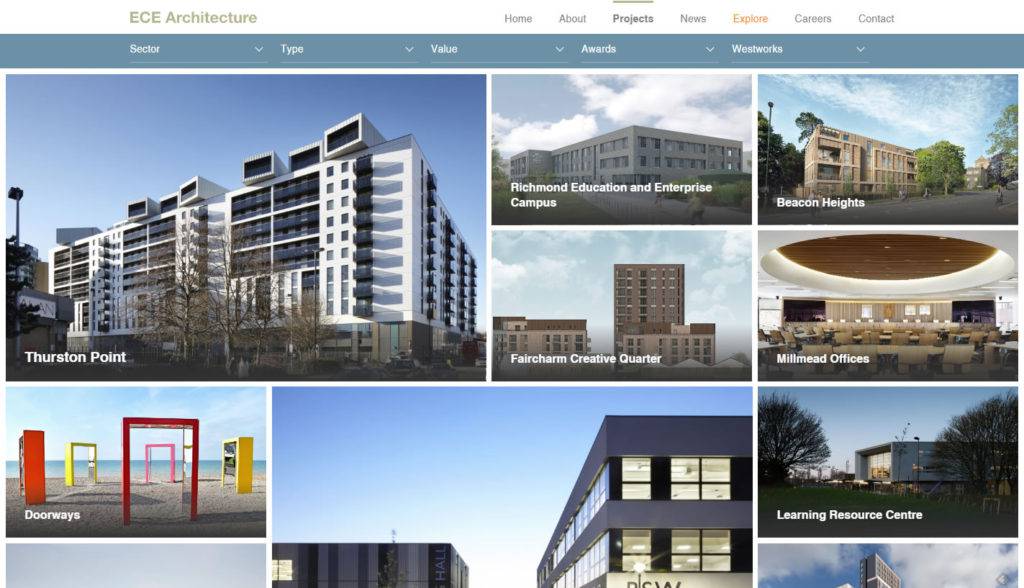 ECE Architecture
Home About Projects News Explore Careers Contact
Sector Type Value Awards Westworks
Richmond Education and Enterprise
Campus
Beacon Heights
Thurston Point
Faircharm Creative Quarter
Millmead Offices
Doorways
Learning Resource Centre
HALL